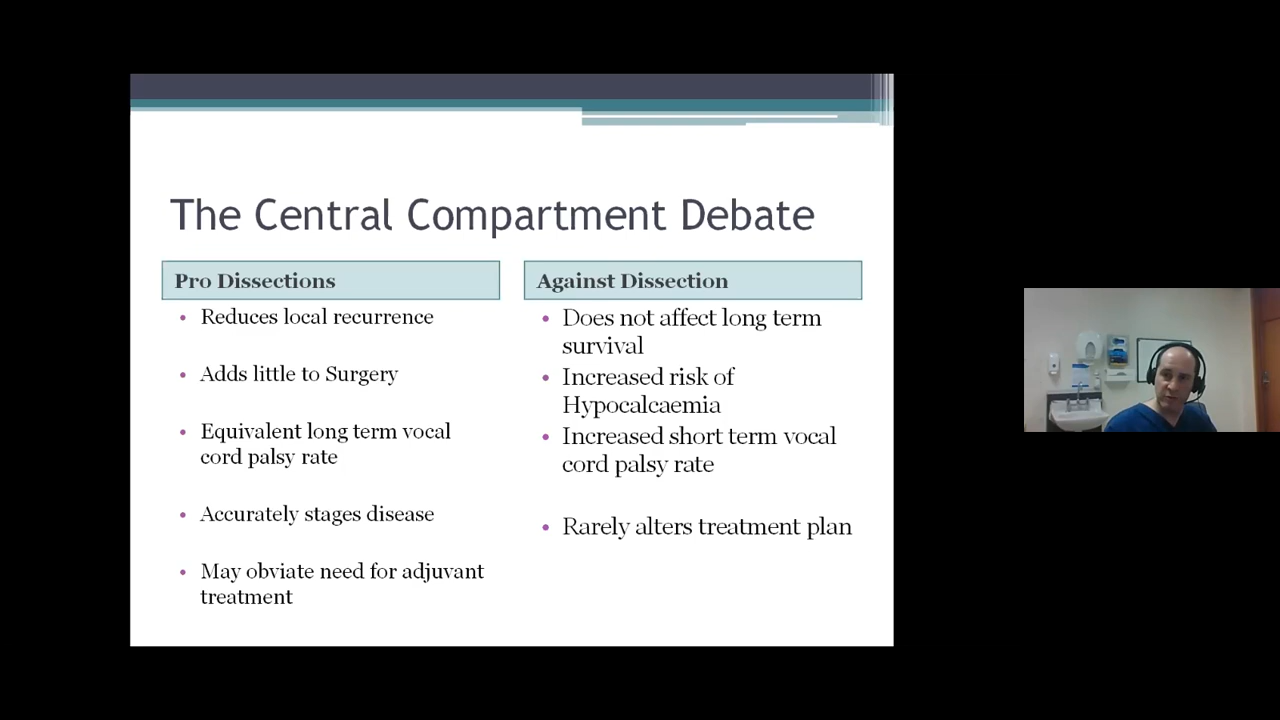 The Central Compartment Debate
Pro Dissections
Reduces local recurrence
Adds little to Surgery
Equivalent long term vocal
cord palsy rate
Accurately stages disease
May obviate need for adjuvant
treatment
Against Dissection
Does not affect long term
survival
Increased risk of
Hypocalcaemia
Increased short term vocal
cord palsy rate
Rarely alters treatment plan